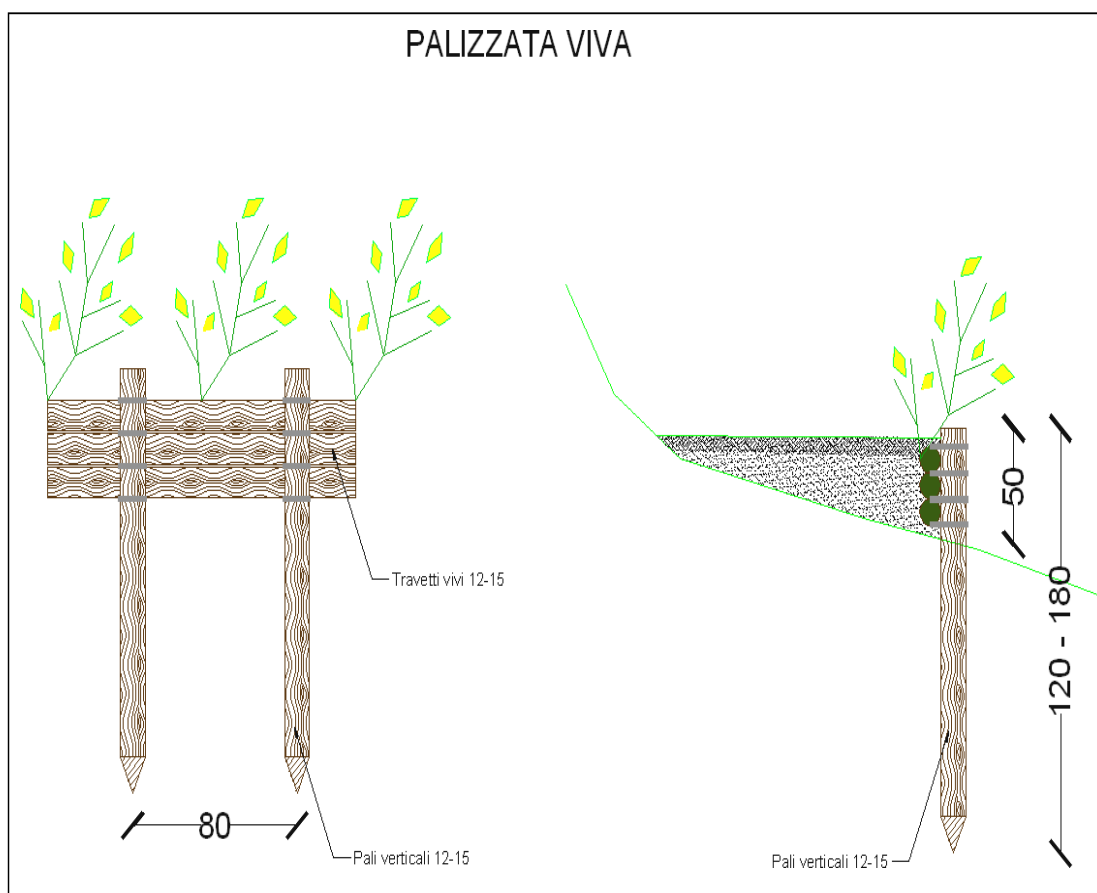 PALIZZATA VIVA
Travetti vivi 12-15
80
Pali verticali 12-15
50
120 - 180
Pali verticali 12-15